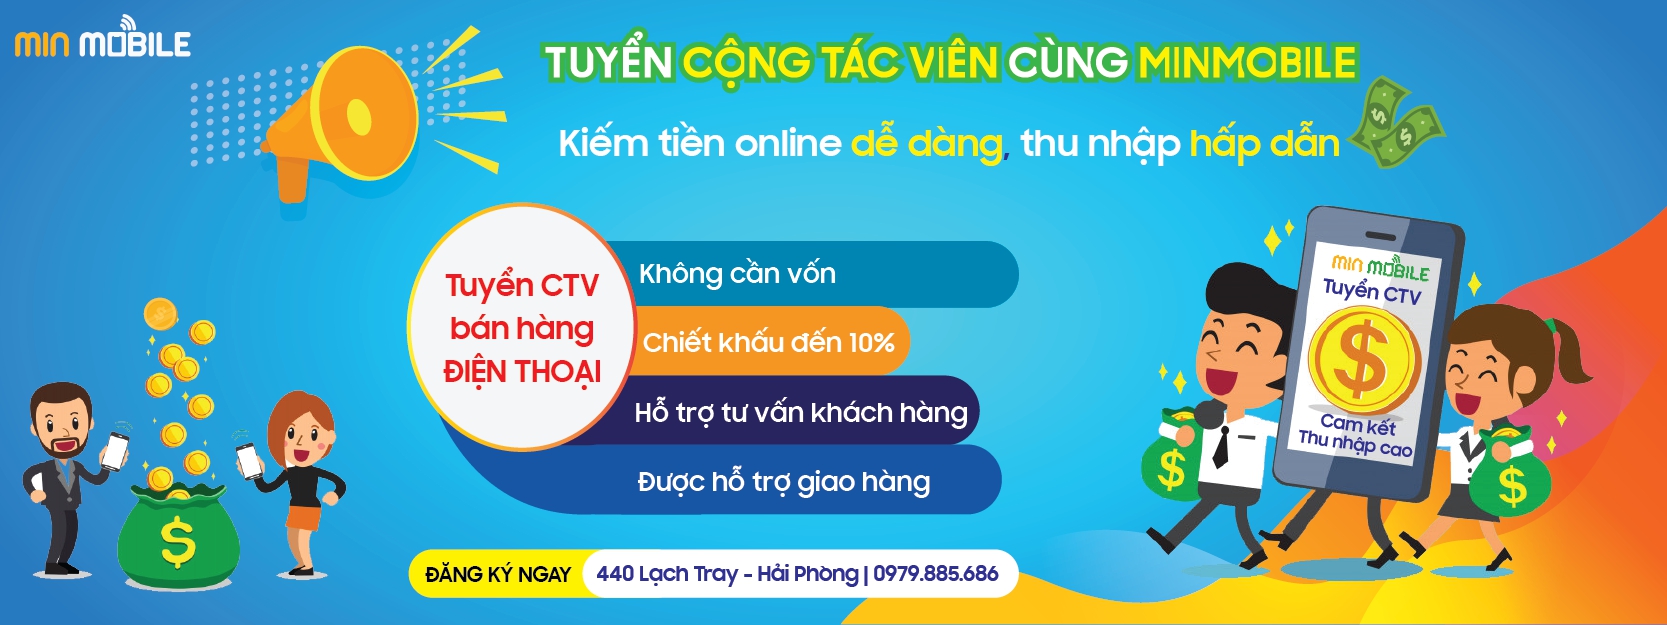 MIN MOBILE
TUYỂN CỘNG TÁC VIÊN CÙNG MINMOBILE
Kiếm tiền online dễ dàng, thu nhập hấp dẫn
Tuyển CTV
bán hàng
ĐIỆN THOẠI
Không cần vốn
Chiết khấu đến 10%
Hỗ trợ tư vấn khách hàng
Được hỗ trợ giao hàng
ĐĂNG KÝ NGAY 440 Lạch Tray - Hải Phòng | 0979.885.686
MIN MOBILE
Tuyển CTV
$
Cam kết
Thu nhập cao
$
$
$
$
$